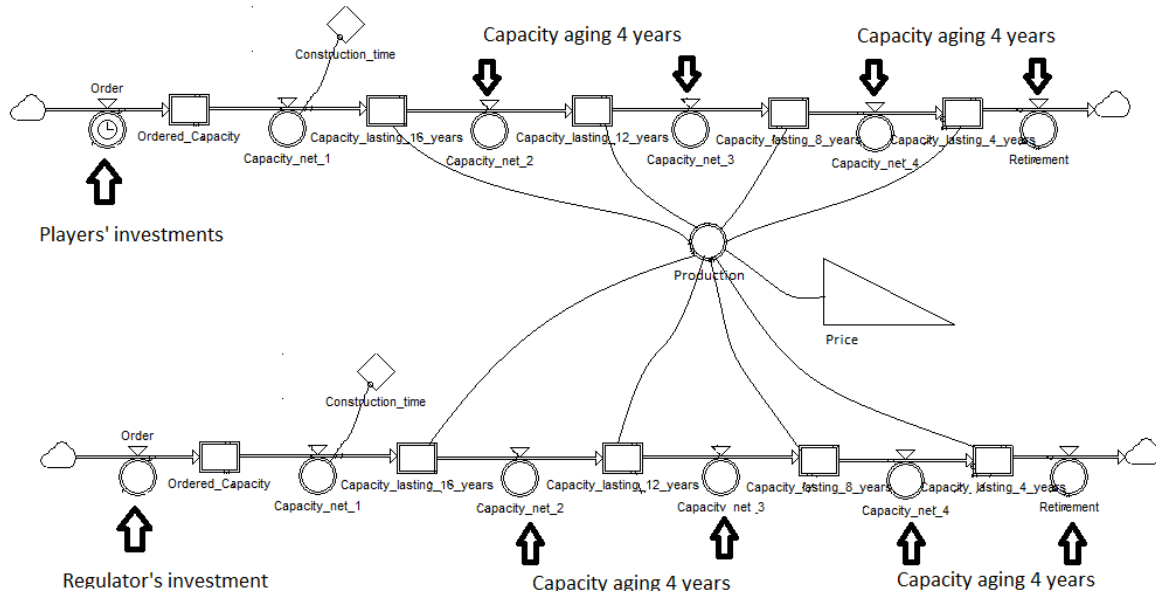 Capacity aging 4 years
Capacity aging 4 years
Construction_time
Order
Ordered_Capacity
Capacity_net_1
Capacity_lasting_16_years
Capacity_net_2
Capacity_lasting_12_years
Capacity_net_3
Capacity_lasting_8_years
Capacity_net_4
Capacity_lasting_4_years
Retirement
Players' investments
Production
Price
Construction_time
Order
Ordered_Capacity
Capacity_net_1
Capacity_lasting_16_years
Capacity_net_2
Capacity_lasting_12_years
Capacity_net_3
Capacity_lasting_8_years
Capacity_net_4
Capacity_lasting_4_years
Retirement
Regulator's investment
Capacity aging 4 years
Capacity aging 4 years